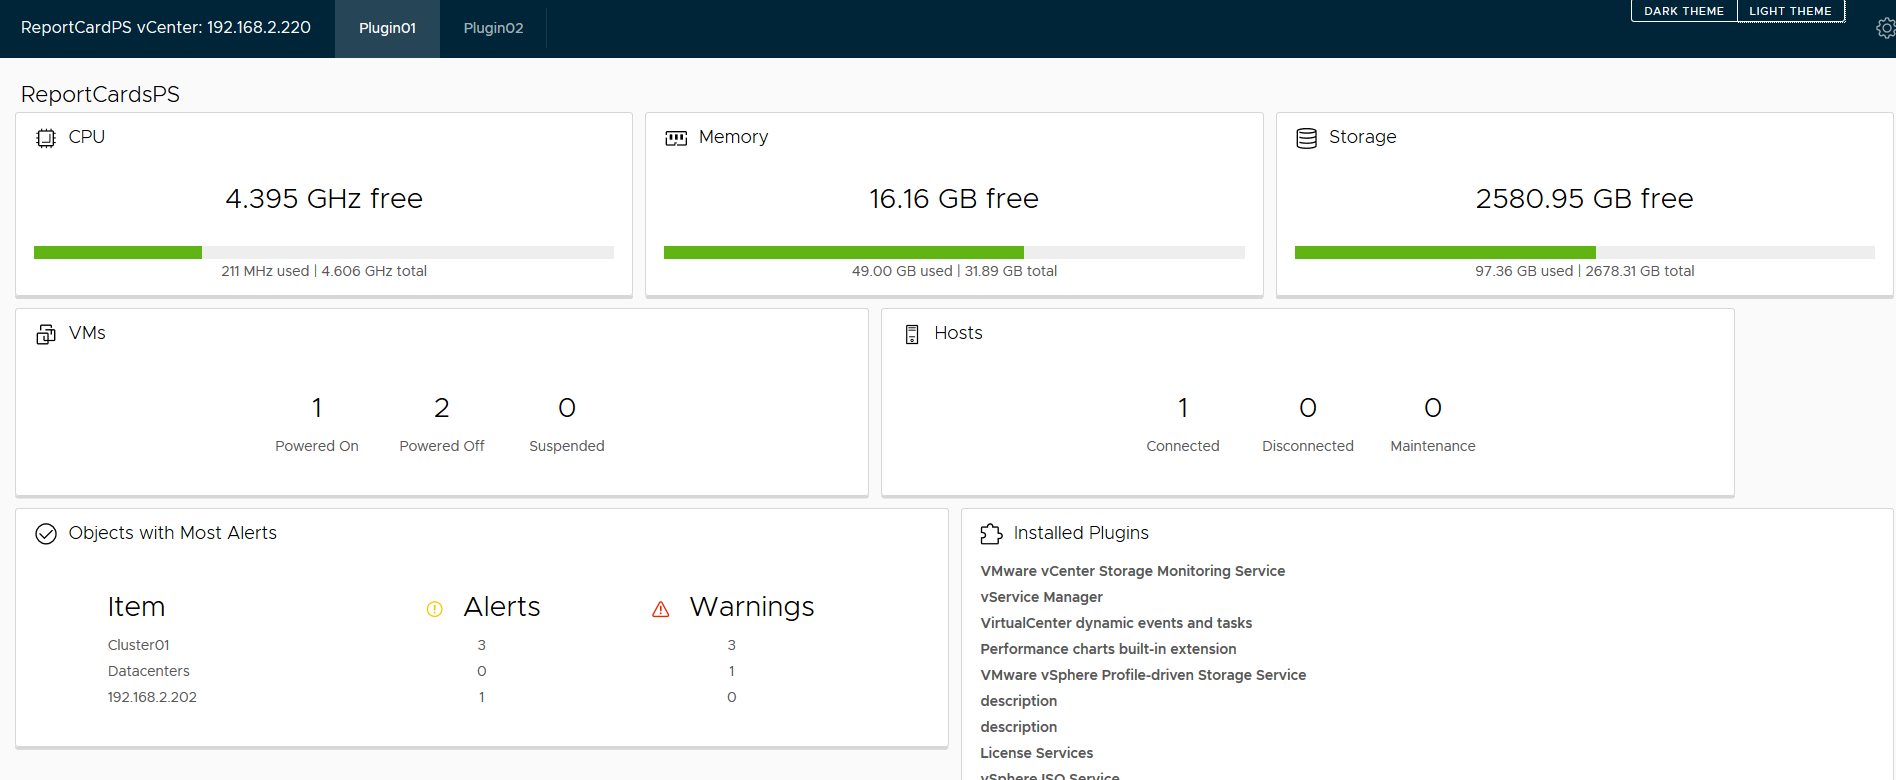 ReportCardPS vCenter: 192.168.2.220
Plugin01
Plugin02
DARK THEME
LIGHT THEME
ReportCardsPS
CPU
4.395 GHz free
211 MHz used | 4.606 GHz total
Memory
16.16 GB free
49.00 GB used | 31.89 GB total
Storage
2580.95 GB free
97.36 GB used | 2678.31 GB total
VMs
1 2 0
Powered On Powered Off Suspended
Hosts
1 0 0
Connected Disconnected Maintenance
Objects with Most Alerts
Item Alerts Warnings
Cluster01 3 3
Datacenters 0 1
192.168.2.202 1 0
Installed Plugins
VMware vCenter Storage Monitoring Service
vService Manager
VirtualCenter dynamic events and tasks
Performance charts built-in extension
VMware vSphere Profile-driven Storage Service
description
description
License Services
vSphere ISO Service